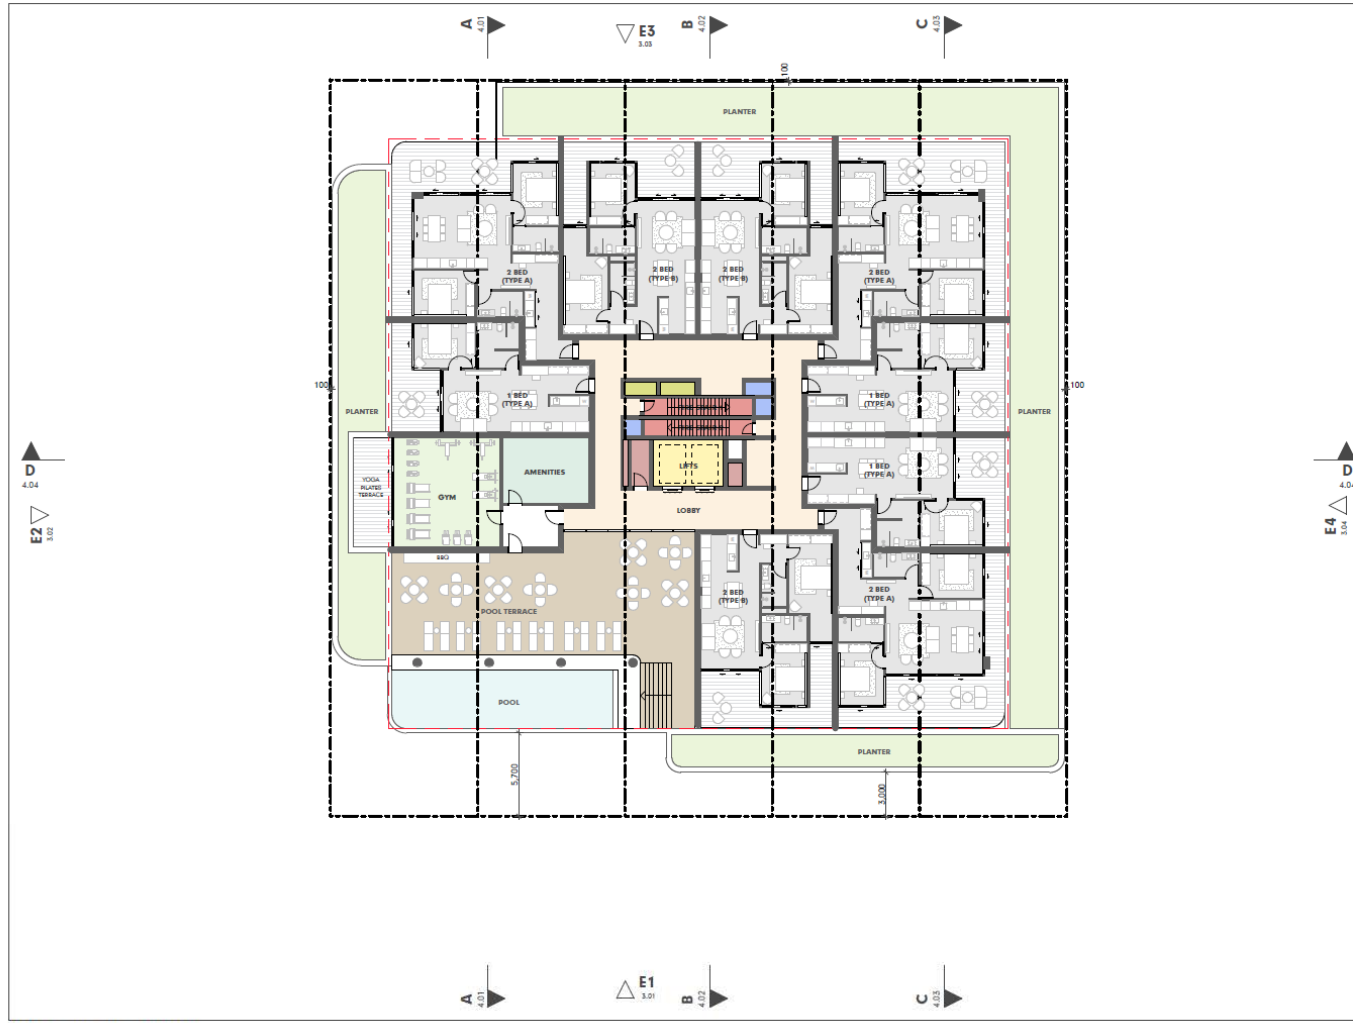 A
4.01
E3
3.03
B
4.02
C
4.03
100
PLANTER
2 BED
(TYPE A)
2 BED
(TYPE B)
2 BED
(TYPE B)
2 BED
(TYPE A)
100
100
PLANTER
1 BED
(TYPE A)
1 BED
(TYPE A)
PLANTER
D
4.04
D
4.04
YOGA
PILATES
TERRACE
GYM
AMENITIES
LIFTS
1 BED
(TYPE A)
LOBBY
E2
3.02
E4
3.04
BBQ
POOL TERRACE
2 BED
(TYPE B)
2 BED
(TYPE A)
POOL
PLANTER
5,700
3,000
A
4.01
E1
3.01
B
4.02
C
4.03